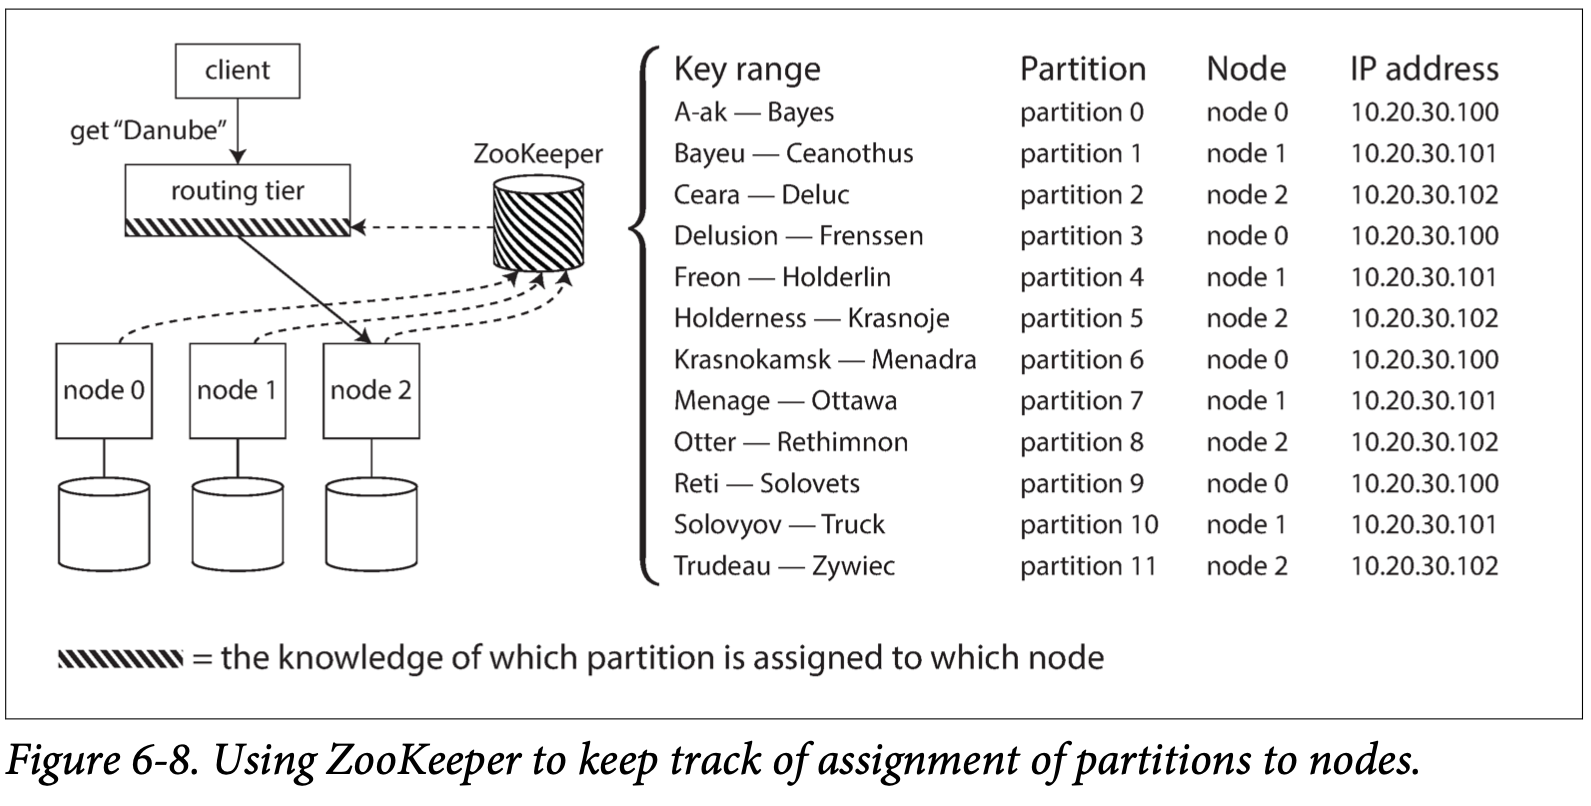 client
get “Danube”
routing tier
ZooKeeper
node 0
node 1
node 2
Key range Partition Node IP address
A-ak — Bayes partition 0 node 0 10.20.30.100
Bayeu — Ceanothus partition 1 node 1 10.20.30.101
Ceara — Deluc partition 2 node 2 10.20.30.102
Delusion — Frenssen partition 3 node 0 10.20.30.100
Freon — Holderlin partition 4 node 1 10.20.30.101
Holderness — Krasnoje partition 5 node 2 10.20.30.102
Krasnokamsk — Menadra partition 6 node 0 10.20.30.100
Menage — Ottawa partition 7 node 1 10.20.30.101
Otter — Rethimnon partition 8 node 2 10.20.30.102
Reti — Solovets partition 9 node 0 10.20.30.100
Solovyov — Truck partition 10 node 1 10.20.30.101
Trudeau — Zywiec partition 11 node 2 10.20.30.102
= the knowledge of which partition is assigned to which node
Figure 6-8. Using ZooKeeper to keep track of assignment of partitions to nodes.